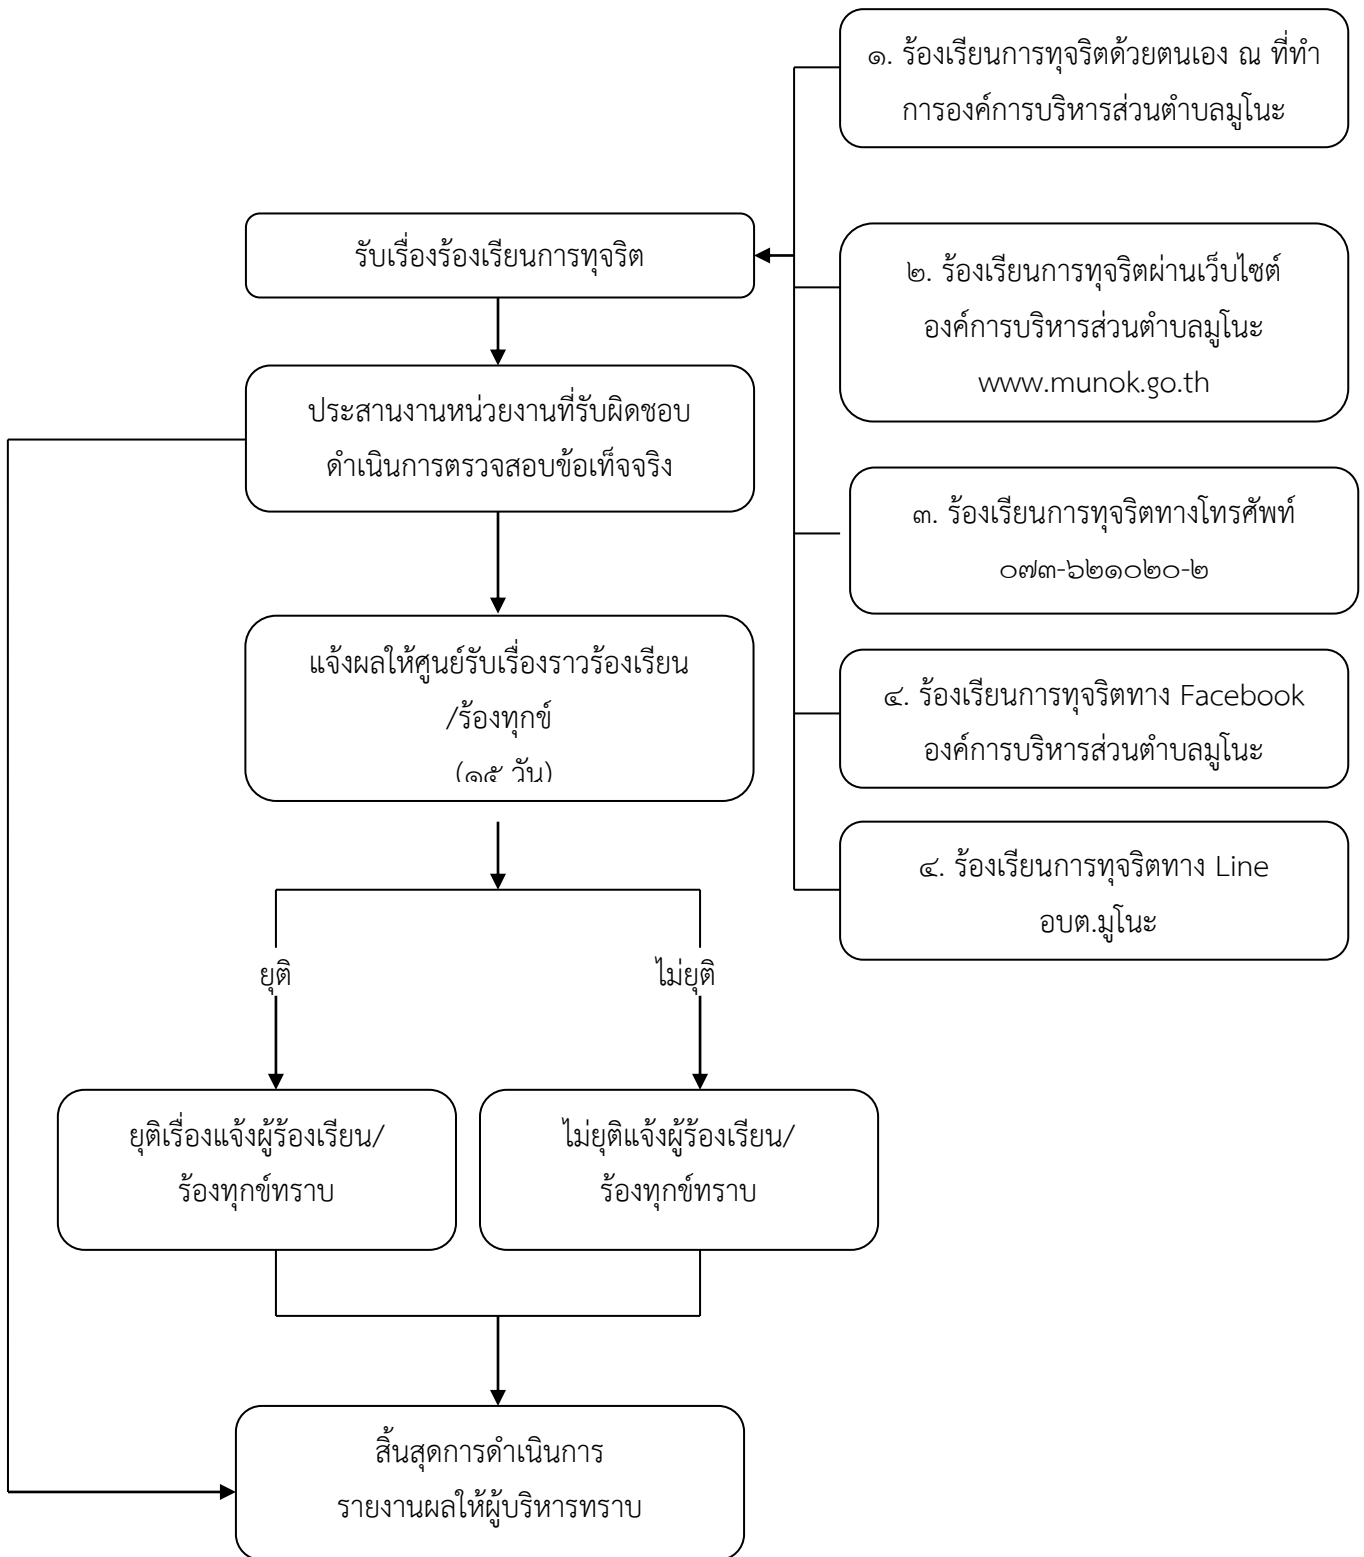 ๑. ร้องเรียนการทุจริตด้วยตนเอง ณ ที่ทำ
การองค์การบริหารส่วนตำบลมูโนะ
๒. ร้องเรียนการทุจริตผ่านเว็บไซต์
องค์การบริหารส่วนตำบลมูโนะ
www.munok.go.th
๓. ร้องเรียนการทุจริตทางโทรศัพท์
๐๗๓-๖๒๑๐๒๐-๒
๔. ร้องเรียนการทุจริตทาง Facebook
องค์การบริหารส่วนตำบลมูโนะ
๔. ร้องเรียนการทุจริตทาง Line
อบต.มูโนะ
รับเรื่องร้องเรียนการทุจริต
ประสานงานหน่วยงานที่รับผิดชอบ
ดำเนินการตรวจสอบข้อเท็จจริง
แจ้งผลให้ศูนย์รับเรื่องราวร้องเรียน
/ร้องทุกข์
(๑๕ วัน)
ยุติ
ไม่ยุติ
ยุติเรื่องแจ้งผู้ร้องเรียน/
ร้องทุกข์ทราบ
ไม่ยุติแจ้งผู้ร้องเรียน/
ร้องทุกข์ทราบ
สิ้นสุดการดำเนินการ
รายงานผลให้ผู้บริหารทราบ